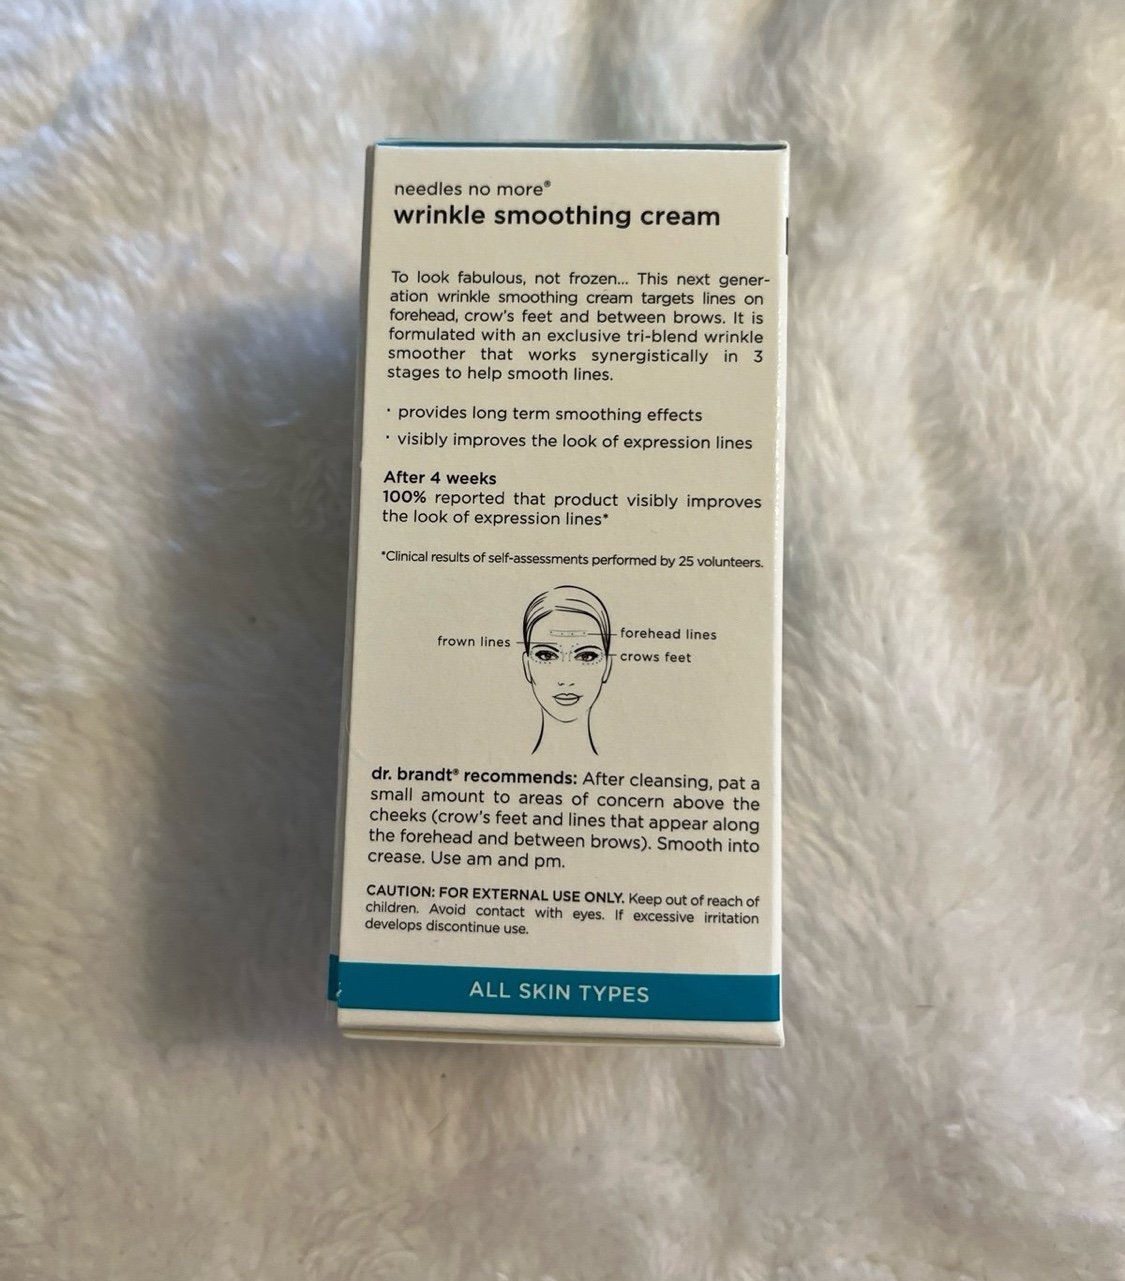 needles no more®
wrinkle smoothing cream
To look fabulous, not frozen... This next gener-
ation wrinkle smoothing cream targets lines on
forehead, crow's feet and between brows. It is
formulated with an exclusive tri-blend wrinkle
smoother that works synergistically in 3
stages to help smooth lines.
· provides long term smoothing effects
· visibly improves the look of expression lines
After 4 weeks
100% reported that product visibly improves
the look of expression lines*
*Clinical results of self-assessments performed by 25 volunteers.
frown lines
forehead lines
crows feet
dr. brandt® recommends: After cleansing, pat a
small amount to areas of concern above the
cheeks (crow's feet and lines that appear along
the forehead and between brows). Smooth into
crease. Use am and pm.
CAUTION: FOR EXTERNAL USE ONLY. Keep out of reach of
children. Avoid contact with eyes. If excessive irritation
develops discontinue use.
ALL SKIN TYPES